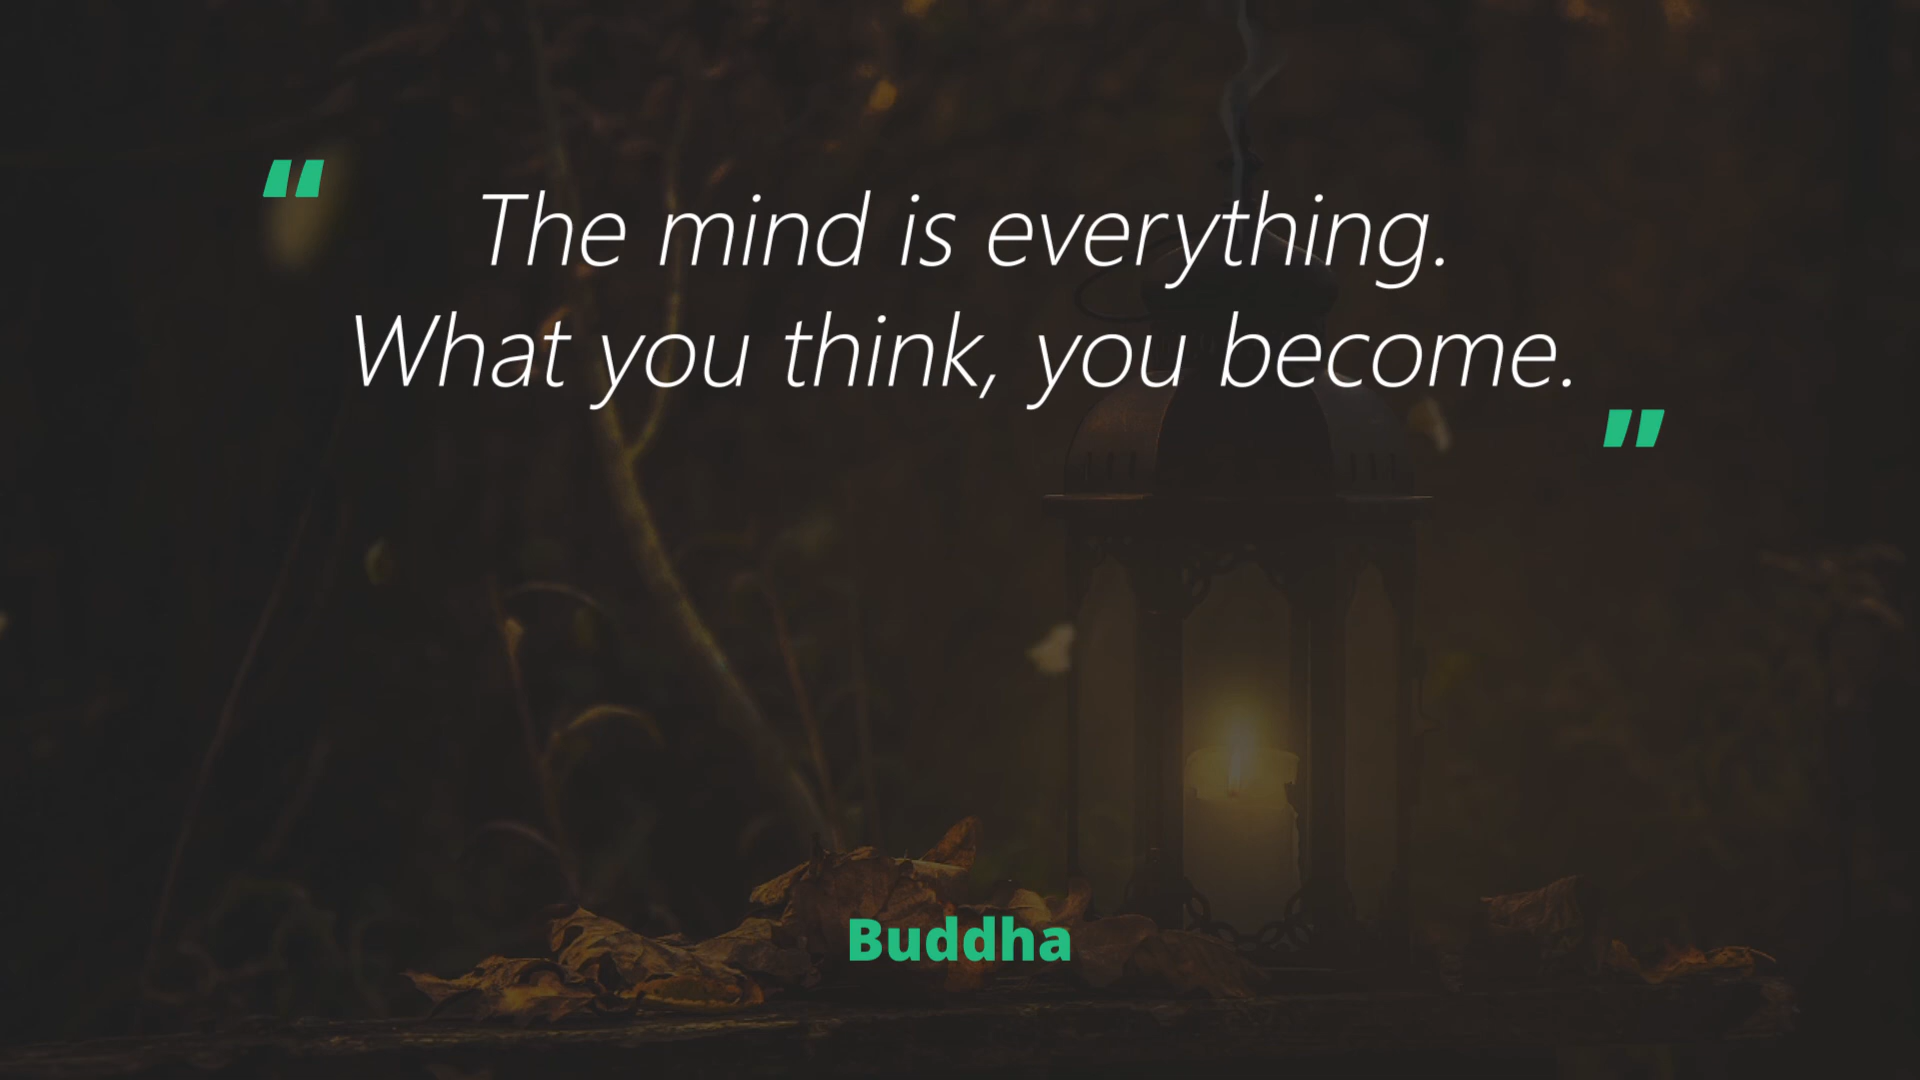 “
The mind is everything.
What you think, you become.
”
Buddha